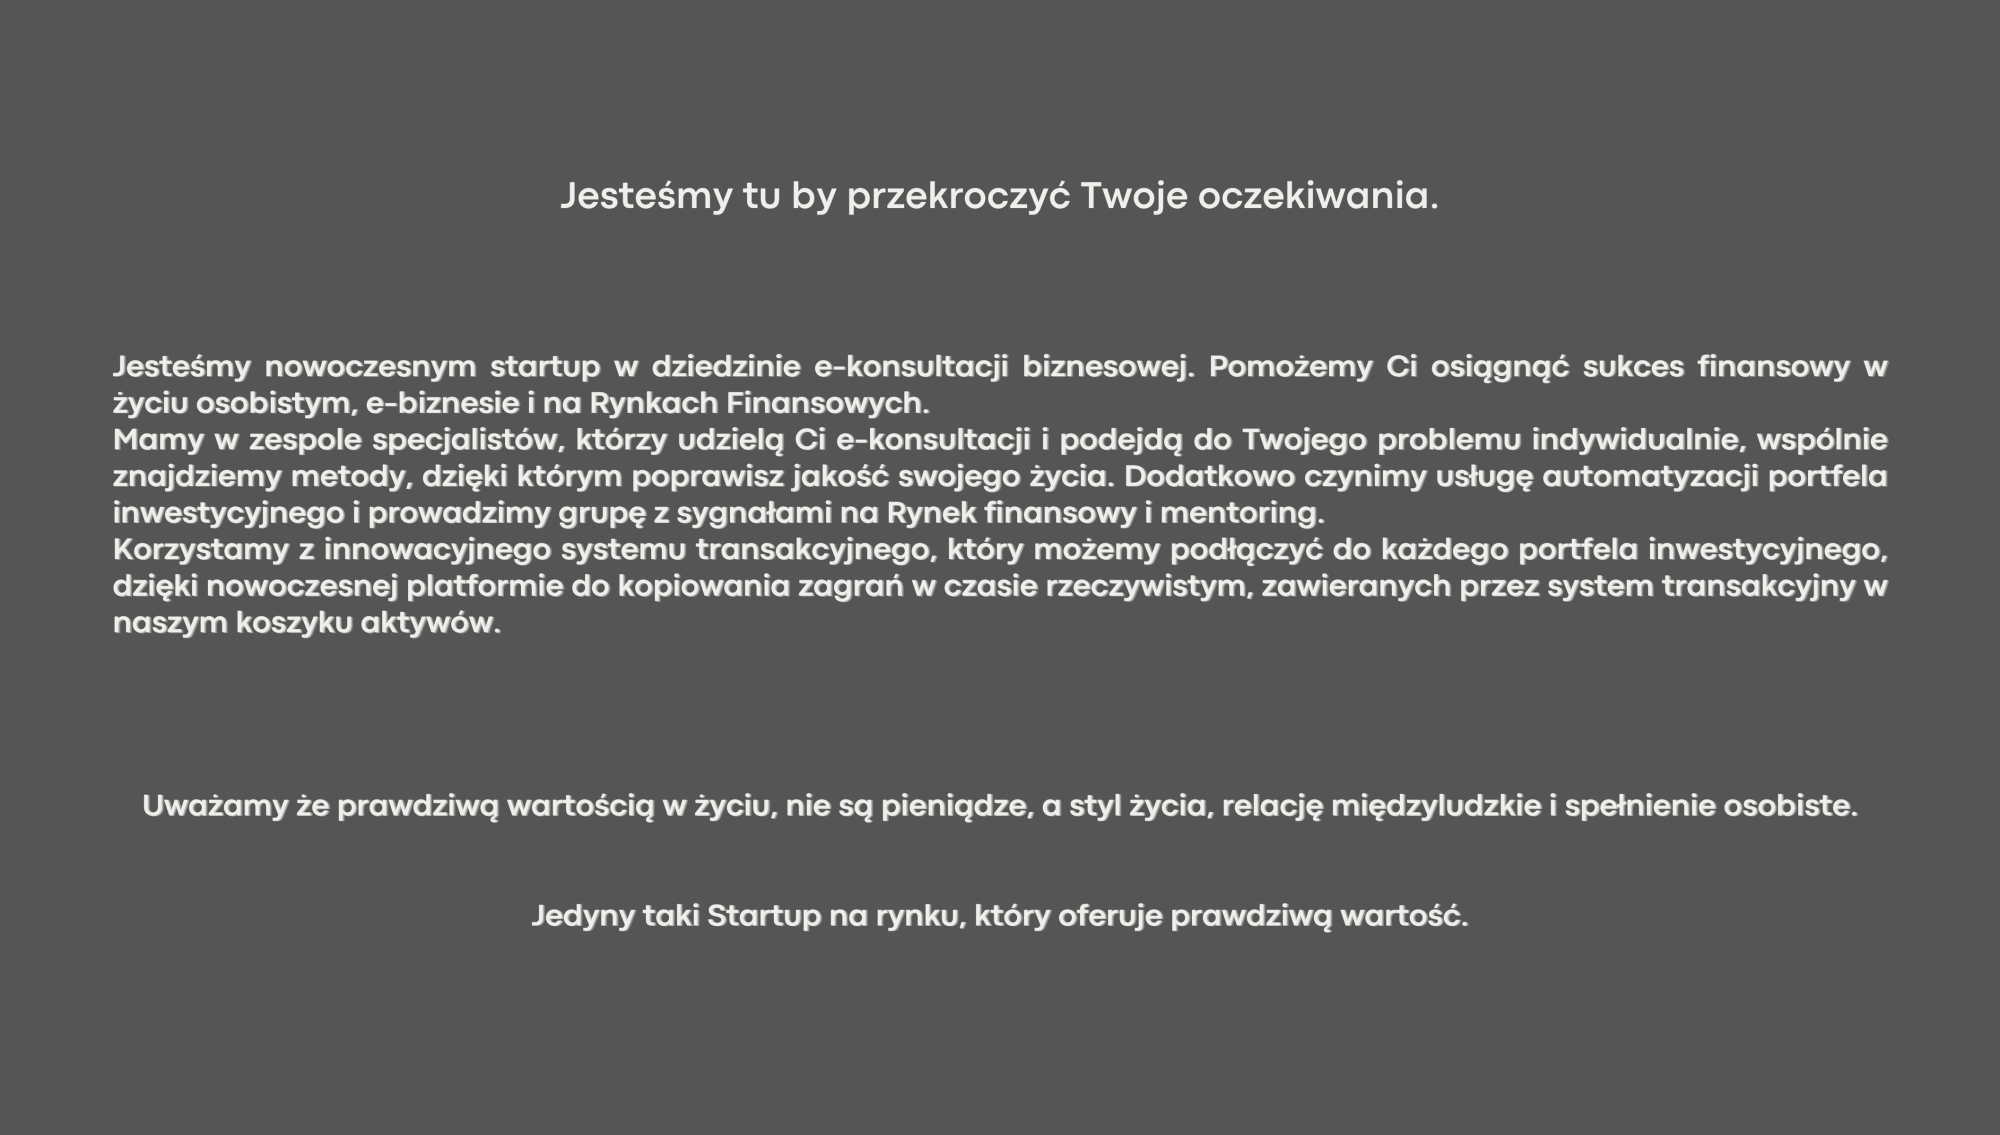 Jesteśmy tu by przekroczyć Twoje oczekiwania.
Jesteśmy nowoczesnym startup w dziedzinie e-konsultacji biznesowej. Pomożemy Ci osiągnąć sukces finansowy w
życiu osobistym, e-biznesie i na Rynkach Finansowych.
Mamy w zespole specjalistów, którzy udzielą Ci e-konsultacji i podejdą do Twojego problemu indywidualnie, wspólnie
znajdziemy metody, dzięki którym poprawisz jakość swojego życia. Dodatkowo czynimy usługę automatyzacji portfela
inwestycyjnego i prowadzimy grupę z sygnałami na Rynek finansowy i mentoring.
Korzystamy z innowacyjnego systemu transakcyjnego, który możemy podłączyć do każdego portfela inwestycyjnego,
dzięki nowoczesnej platformie do kopiowania zagrań w czasie rzeczywistym, zawieranych przez system transakcyjny w
naszym koszyku aktywów.
Uważamy że prawdziwą wartością w życiu, nie są pieniądze, a styl życia, relację międzyludzkie i spełnienie osobiste.
Jedyny taki Startup na rynku, który oferuje prawdziwą wartość.